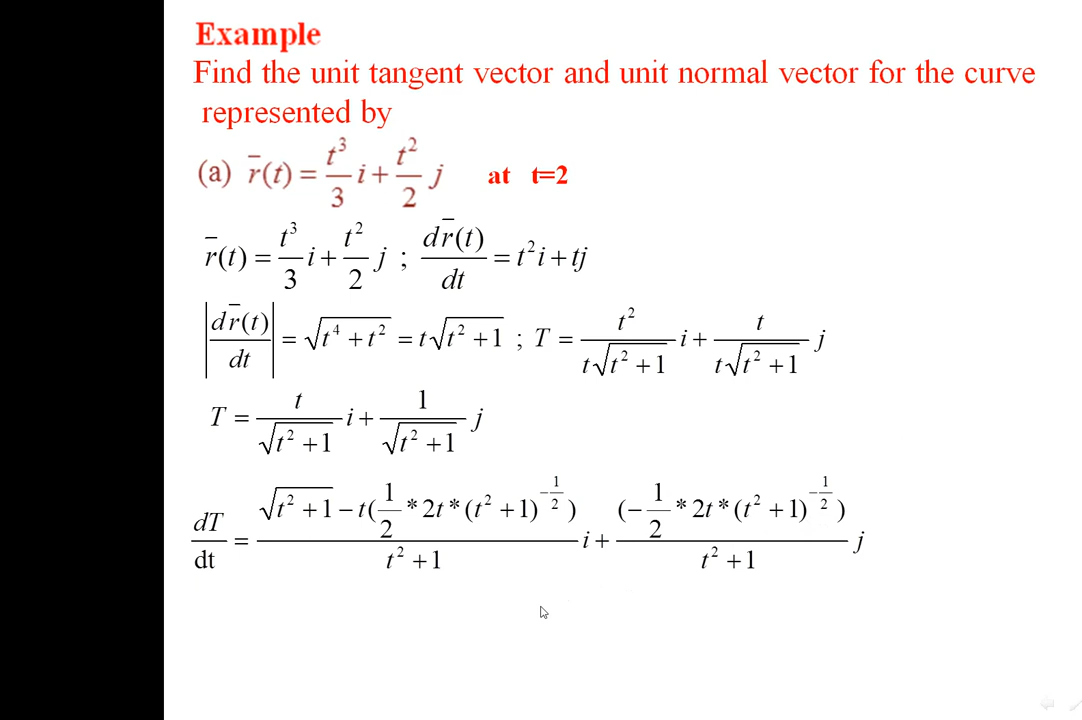 Example
Find the unit tangent vector and unit normal vector for the curve
represented by
(a) r̄(t) = t³/3 i + t²/2 j at t=2
r̄(t) = t³/3 i + t²/2 j ; dr̄(t)/dt = t²i + tj
|dr̄(t)/dt| = √(t⁴ + t²) = t√(t² + 1) ; T = t²/(t√(t² + 1)) i + t/(t√(t² + 1)) j
T = t/√(t² + 1) i + 1/√(t² + 1) j
dT/dt = (√(t² + 1) − t(1/2 * 2t * (t² + 1)^(−1/2)))/(t² + 1) i + (−1/2 * 2t * (t² + 1)^(−1/2))/(t² + 1) j